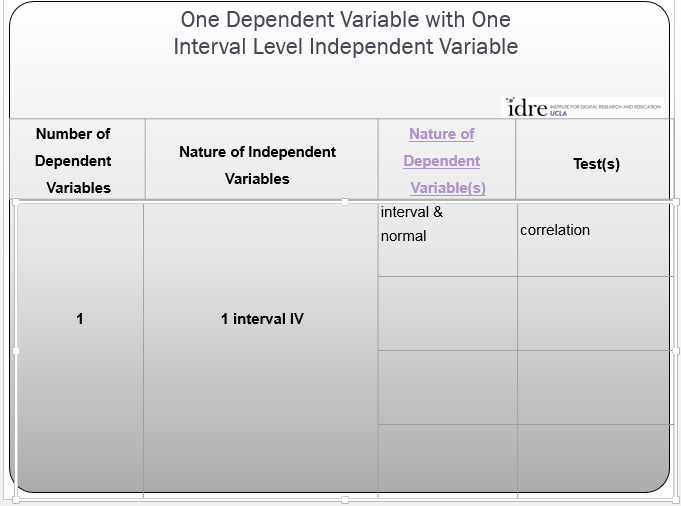 One Dependent Variable with One
Interval Level Independent Variable
idre INSTITUTE FOR DIGITAL RESEARCH AND EDUCATION
UCLA
Number of
Dependent
Variables
Nature of Independent
Variables
Nature of
Dependent
Variable(s)
Test(s)
1
1 interval IV
interval &
normal
correlation